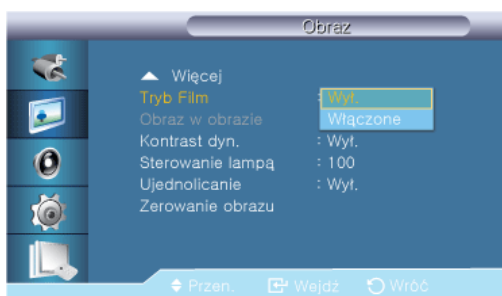 Obraz
Więcej
Tryb Film : Wył.
Obraz w obrazie Włączone
Kontrast dyn. : Wył.
Sterowanie lampą : 100
Ujednolicanie : Wył.
Zerowanie obrazu
Przen. Wejdź Wróć